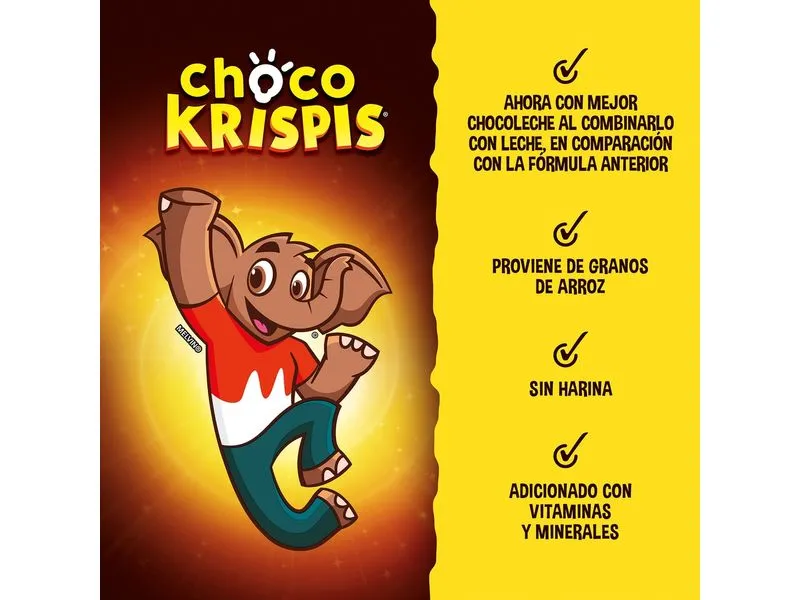 choco
KRISPIS®
MELVIN®
©
AHORA CON MEJOR
CHOCOLECHE AL COMBINARLO
CON LECHE, EN COMPARACIÓN
CON LA FÓRMULA ANTERIOR
PROVIENE DE GRANOS
DE ARROZ
SIN HARINA
ADICIONADO CON
VITAMINAS
Y MINERALES